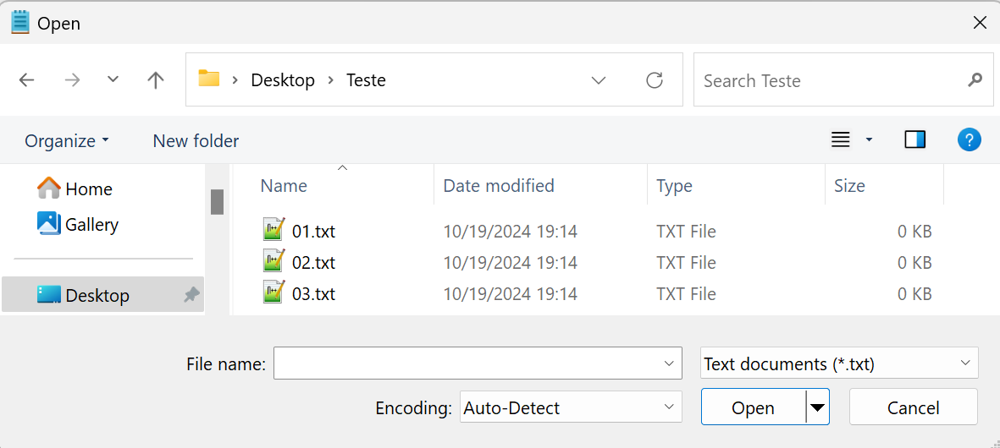 Open
Desktop > Teste
Search Teste
Organize
New folder
Home
Gallery
Desktop
Name Date modified Type Size
01.txt 10/19/2024 19:14 TXT File 0 KB
02.txt 10/19/2024 19:14 TXT File 0 KB
03.txt 10/19/2024 19:14 TXT File 0 KB
File name:
Text documents (*.txt)
Encoding: Auto-Detect
Open
Cancel